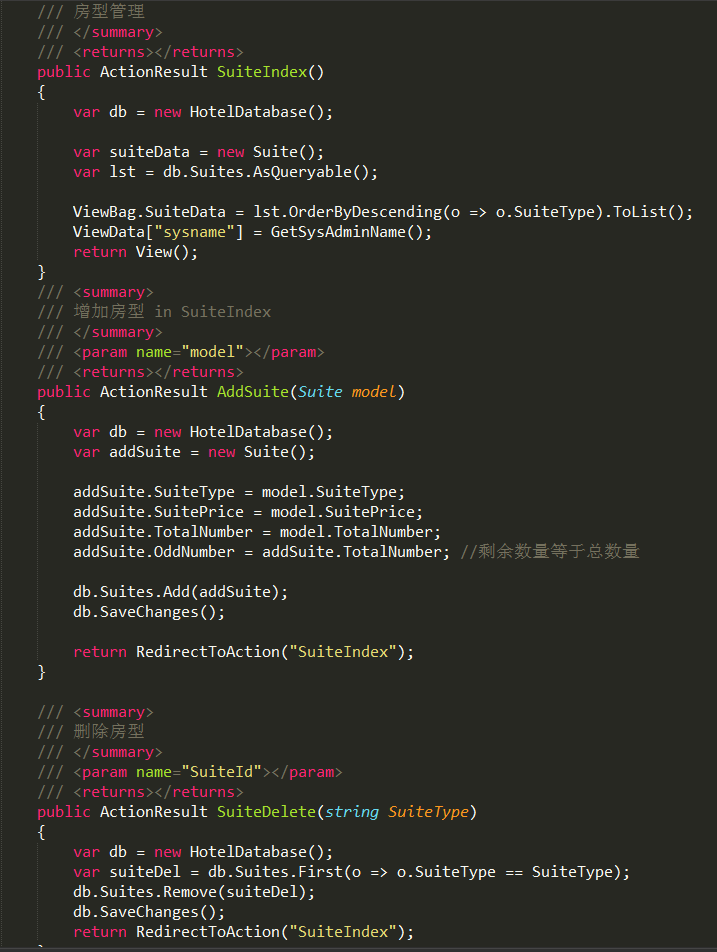 /// 房型管理
/// </summary>
/// <returns></returns>
public ActionResult SuiteIndex()
{
var db = new HotelDatabase();
var suiteData = new Suite();
var lst = db.Suites.AsQueryable();
ViewBag.SuiteData = lst.OrderByDescending(o => o.SuiteType).ToList();
ViewData["sysname"] = GetSysAdminName();
return View();
}
/// <summary>
/// 增加房型 in SuiteIndex
/// </summary>
/// <param name="model"></param>
/// <returns></returns>
public ActionResult AddSuite(Suite model)
{
var db = new HotelDatabase();
var addSuite = new Suite();
addSuite.SuiteType = model.SuiteType;
addSuite.SuitePrice = model.SuitePrice;
addSuite.TotalNumber = model.TotalNumber;
addSuite.OddNumber = addSuite.TotalNumber; //剩余数量等于总数量
db.Suites.Add(addSuite);
db.SaveChanges();
return RedirectToAction("SuiteIndex");
}
/// <summary>
/// 删除房型
/// </summary>
/// <param name="SuiteId"></param>
/// <returns></returns>
public ActionResult SuiteDelete(string SuiteType)
{
var db = new HotelDatabase();
var suiteDel = db.Suites.First(o => o.SuiteType == SuiteType);
db.Suites.Remove(suiteDel);
db.SaveChanges();
return RedirectToAction("SuiteIndex");